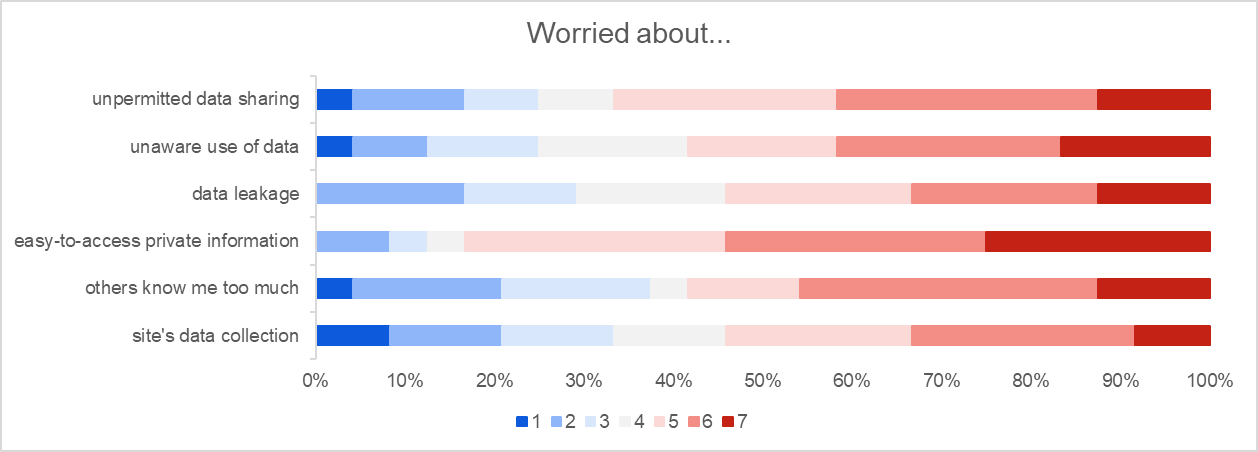 Worried about...
unpermitted data sharing
unaware use of data
data leakage
easy-to-access private information
others know me too much
site's data collection
0% 10% 20% 30% 40% 50% 60% 70% 80% 90% 100%
1 2 3 4 5 6 7